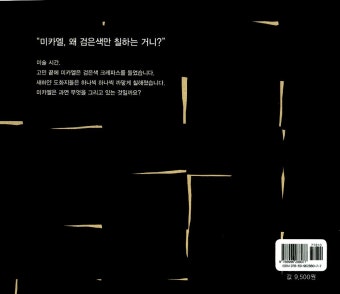 "미카엘, 왜 검은색만 칠하는 거니?"
미술 시간.
고민 끝에 미카엘은 검은색 크레파스를 들었습니다.
새하얀 도화지들은 하나씩 하나씩 까맣게 칠해졌습니다.
미카엘은 과연 무엇을 그리고 있는 것일까요?
값 9,500원